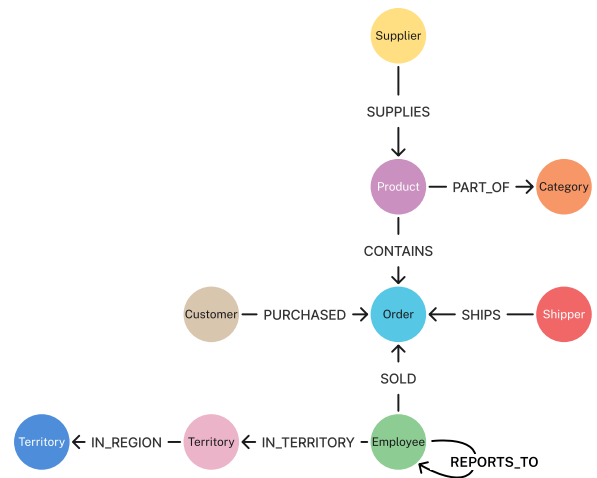 Supplier
SUPPLIES
Product
PART_OF
Category
CONTAINS
Customer
PURCHASED
Order
SHIPS
Shipper
SOLD
Territory
IN_REGION
Territory
IN_TERRITORY
Employee
REPORTS_TO